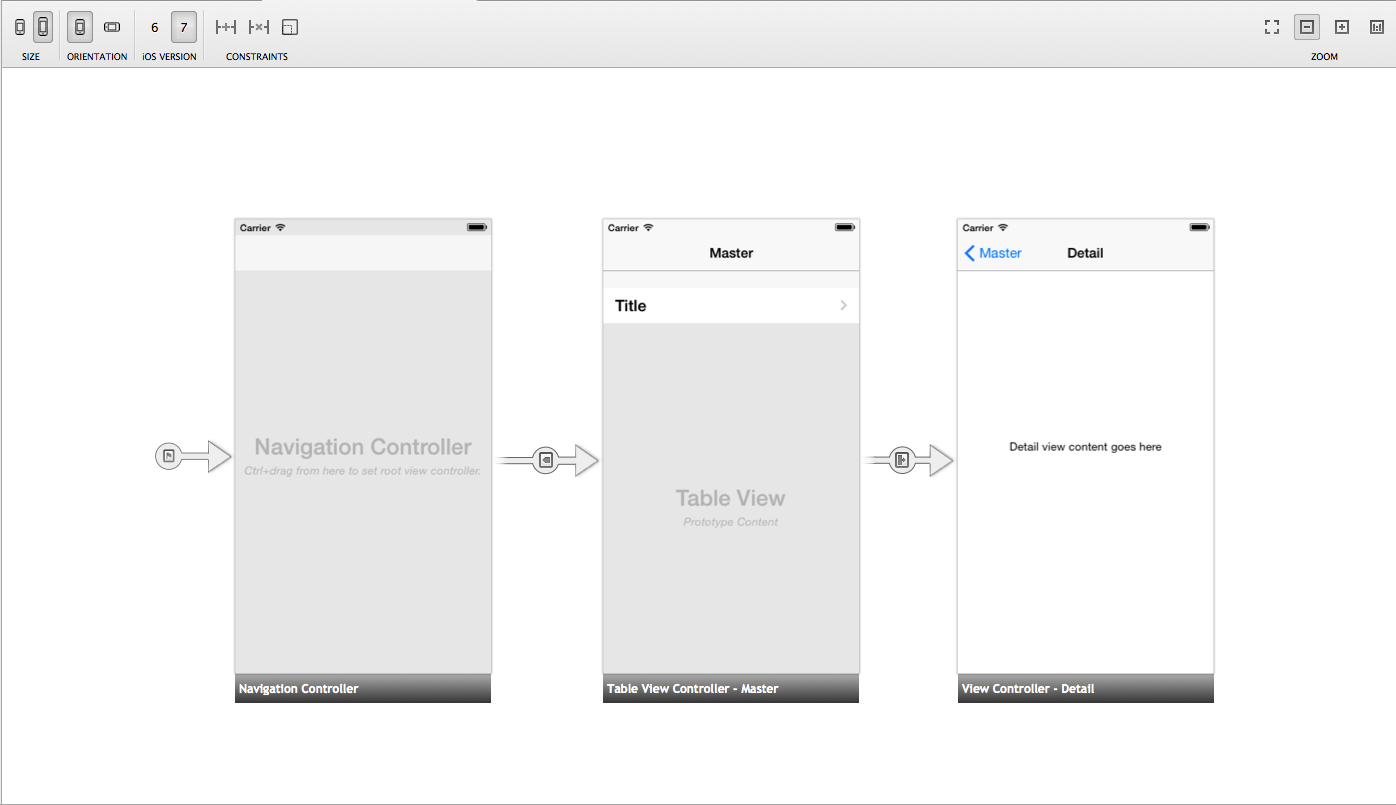 6 7
SIZE ORIENTATION iOS VERSION CONSTRAINTS ZOOM
Carrier
Navigation Controller
Ctrl+drag from here to set root view controller.
Navigation Controller
Carrier
Master
Title
Table View
Prototype Content
Table View Controller - Master
Carrier
Master Detail
Detail view content goes here
View Controller - Detail